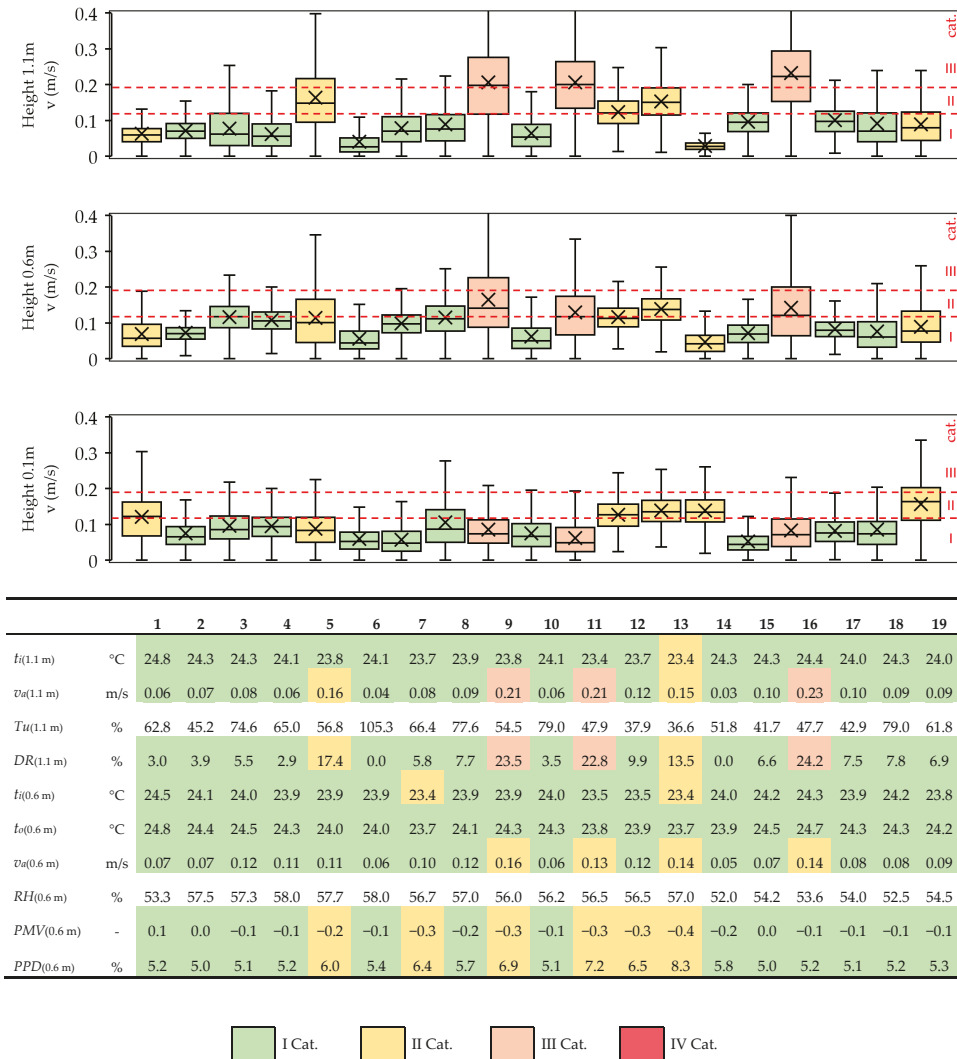 Height 1.1m
v (m/s)
0.4
0.3
0.2
0.1
0
cat.
III
II
I
Height 0.6m
v (m/s)
0.4
0.3
0.2
0.1
0
cat.
III
II
I
Height 0.1m
v (m/s)
0.4
0.3
0.2
0.1
0
cat.
III
II
I
1 2 3 4 5 6 7 8 9 10 11 12 13 14 15 16 17 18 19
ti(1.1 m) °C 24.8 24.3 24.3 24.1 23.8 24.1 23.7 23.9 23.8 24.1 23.4 23.7 23.4 24.3 24.3 24.4 24.0 24.3 24.0
va(1.1 m) m/s 0.06 0.07 0.08 0.06 0.16 0.04 0.08 0.09 0.21 0.06 0.21 0.12 0.15 0.03 0.10 0.23 0.10 0.09 0.09
Tu(1.1 m) % 62.8 45.2 74.6 65.0 56.8 105.3 66.4 77.6 54.5 79.0 47.9 37.9 36.6 51.8 41.7 47.7 42.9 79.0 61.8
DR(1.1 m) % 3.0 3.9 5.5 2.9 17.4 0.0 5.8 7.7 23.5 3.5 22.8 9.9 13.5 0.0 6.6 24.2 7.5 7.8 6.9
ti(0.6 m) °C 24.5 24.1 24.0 23.9 23.9 23.9 23.4 23.9 23.9 24.0 23.5 23.5 23.4 24.0 24.2 24.3 23.9 24.2 23.8
to(0.6 m) °C 24.8 24.4 24.5 24.3 24.0 24.0 23.7 24.1 24.3 24.3 23.8 23.9 23.7 23.9 24.5 24.7 24.3 24.3 24.2
va(0.6 m) m/s 0.07 0.07 0.12 0.11 0.11 0.06 0.10 0.12 0.16 0.06 0.13 0.12 0.14 0.05 0.07 0.14 0.08 0.08 0.09
RH(0.6 m) % 53.3 57.5 57.3 58.0 57.7 58.0 56.7 57.0 56.0 56.2 56.5 56.5 57.0 52.0 54.2 53.6 54.0 52.5 54.5
PMV(0.6 m) - 0.1 0.0 −0.1 −0.1 −0.2 −0.1 −0.3 −0.2 −0.3 −0.1 −0.3 −0.3 −0.4 −0.2 0.0 −0.1 −0.1 −0.1 −0.1
PPD(0.6 m) % 5.2 5.0 5.1 5.2 6.0 5.4 6.4 5.7 6.9 5.1 7.2 6.5 8.3 5.8 5.0 5.2 5.1 5.2 5.3
I Cat. II Cat. III Cat. IV Cat.